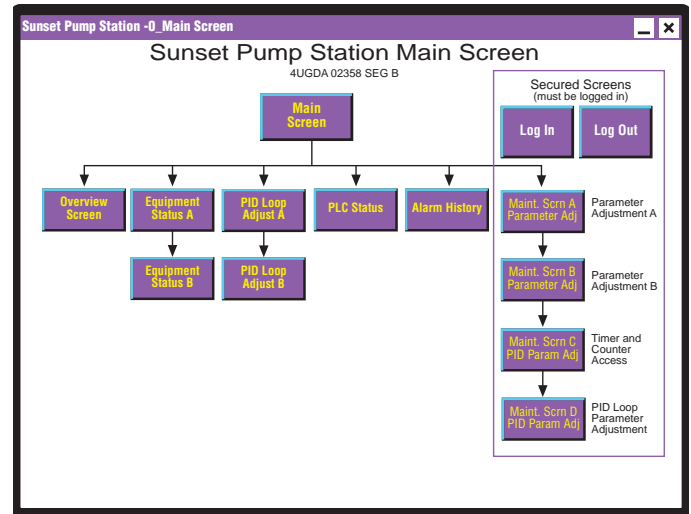 Sunset Pump Station -0_Main Screen
Sunset Pump Station Main Screen
4UGDA 02358 SEG B
Secured Screens
(must be logged in)
Main
Screen
Log In
Log Out
Overview
Screen
Equipment
Status A
PID Loop
Adjust A
PLC Status
Alarm History
Maint. Scrn A
Parameter Adj
Parameter
Adjustment A
Equipment
Status B
PID Loop
Adjust B
Maint. Scrn B
Parameter Adj
Parameter
Adjustment B
Maint. Scrn C
PID Param Adj
Timer and
Counter
Access
Maint. Scrn D
PID Param Adj
PID Loop
Parameter
Adjustment